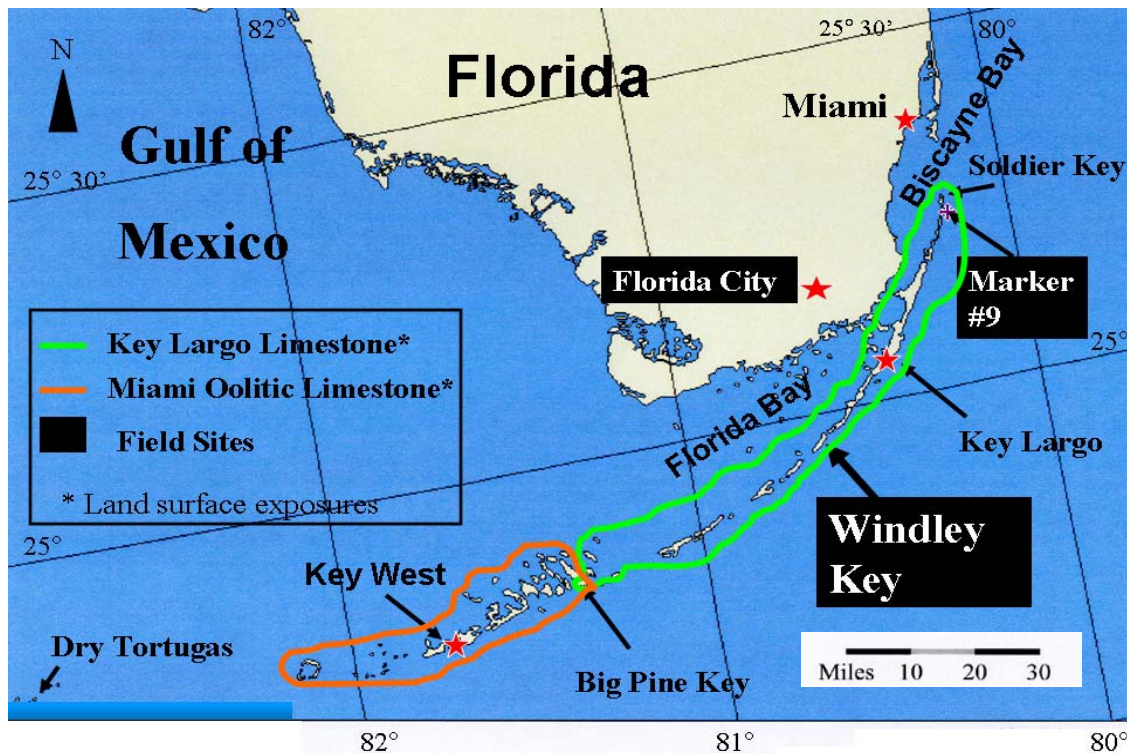 82°
25° 30'
80°
N
Florida
Miami
Biscayne Bay
Gulf of
Mexico
25° 30'
Soldier Key
Florida City
Marker
#9
25°
Key Largo Limestone*
Miami Oolitic Limestone*
Field Sites
* Land surface exposures
Florida Bay
Key Largo
Windley
Key
25°
Key West
Dry Tortugas
Big Pine Key
Miles 10 20 30
82°
81°
80°